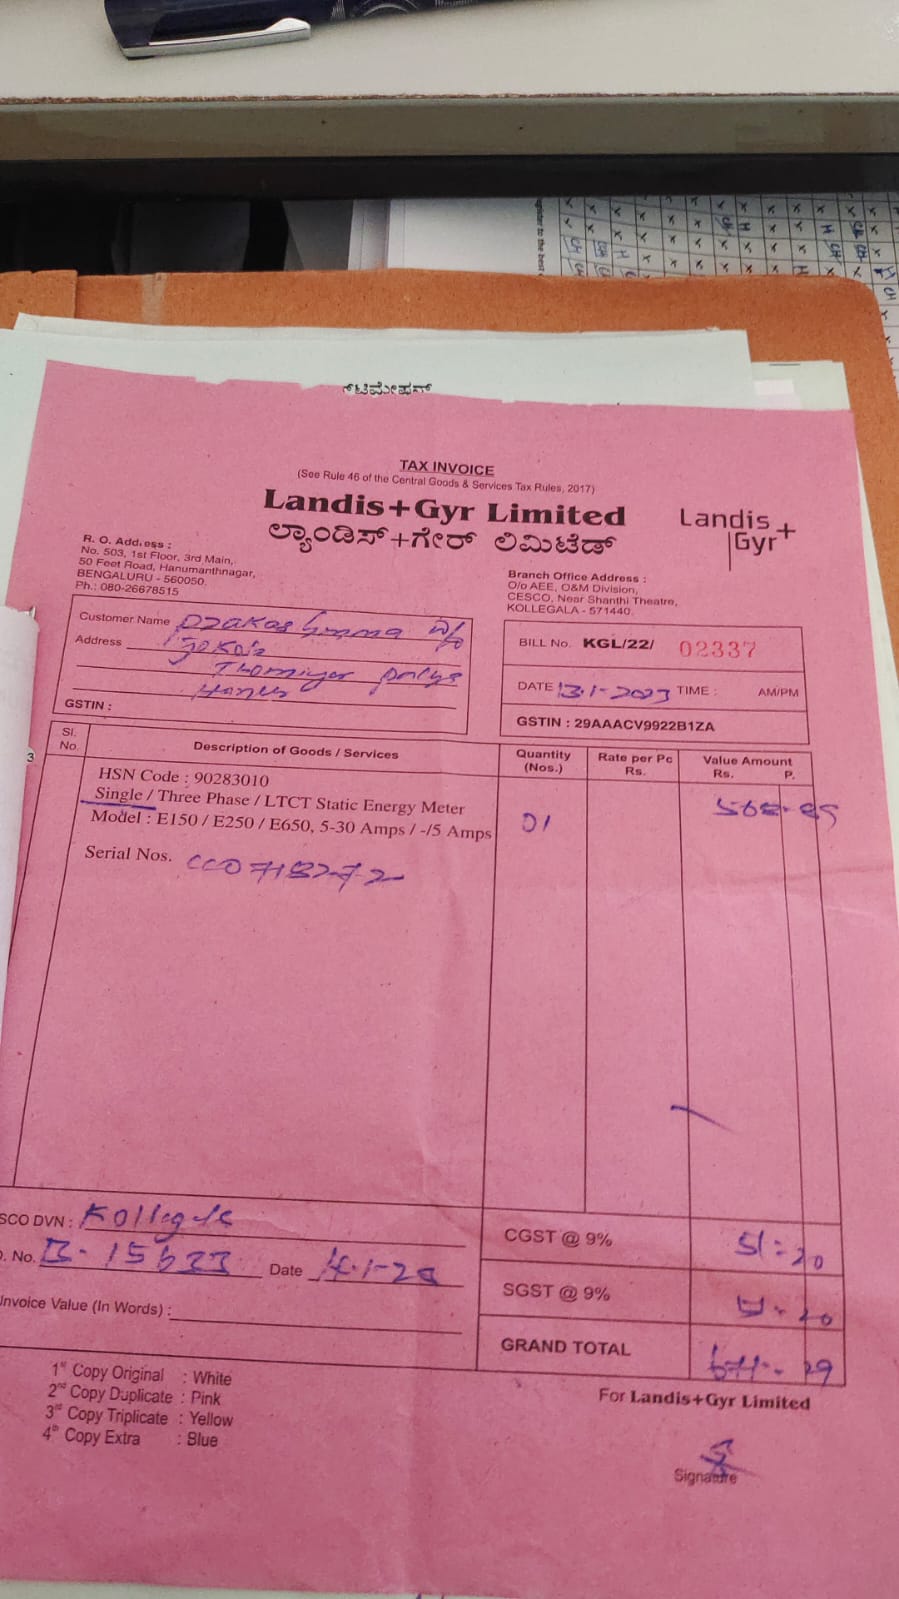 TAX INVOICE
(See Rule 46 of the Central Goods & Services Tax Rules, 2017)
Landis+Gyr Limited
ಲ್ಯಾಂಡಿಸ್+ಗೇರ್ ಲಿಮಿಟೆಡ್
Landis+
Gyr
R. O. Address :
No. 503, 1st Floor, 3rd Main,
50 Feet Road, Hanumanthnagar,
BENGALURU - 560050.
Ph.: 080-26678515
Branch Office Address :
O/o AEE, O&M Division,
CESCO, Near Shanthi Theatre,
KOLLEGALA - 571440.
Customer Name
Address
GSTIN :
BILL No. KGL/22/ 02337
DATE 13-1-2023 TIME : AM/PM
GSTIN : 29AAACV9922B1ZA
Sl. No. Description of Goods / Services Quantity (Nos.) Rate per Pc Rs. Value Amount Rs. P.
HSN Code : 90283010
Single / Three Phase / LTCT Static Energy Meter
Model : E150 / E250 / E650, 5-30 Amps / -/5 Amps 01
Serial Nos.
SCO DVN : Kollegala
No. Date
Invoice Value (In Words) :
CGST @ 9% 51=20
SGST @ 9%
GRAND TOTAL
1st Copy Original : White
2nd Copy Duplicate : Pink
3rd Copy Triplicate : Yellow
4th Copy Extra : Blue
For Landis+Gyr Limited
Signature